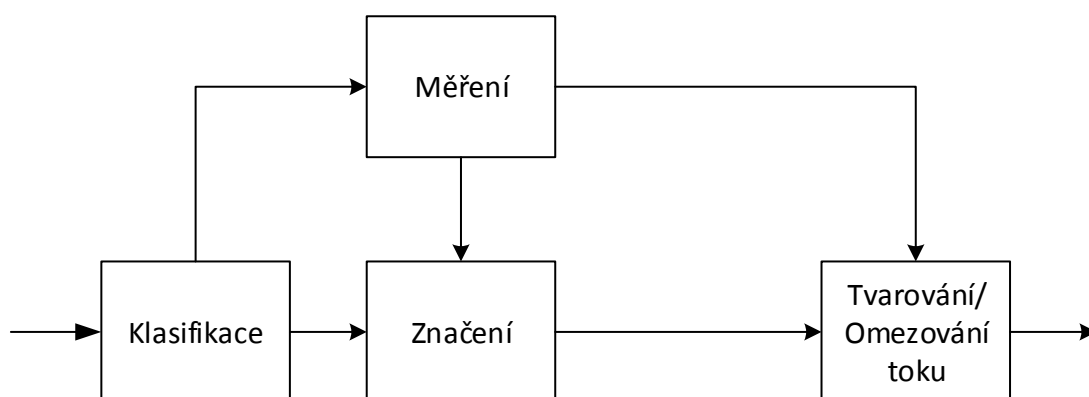 Měření
Klasifikace
Značení
Tvarování/
Omezování
toku